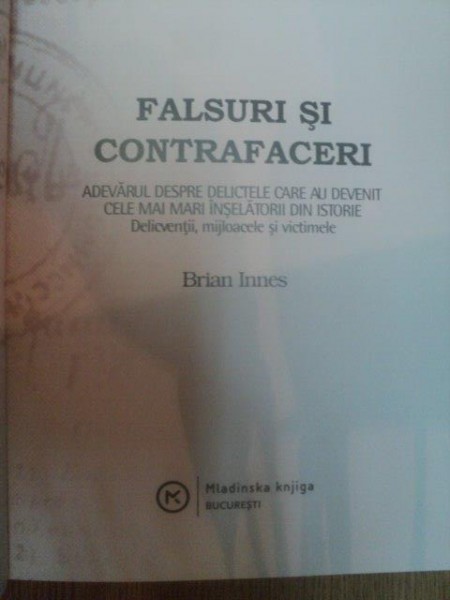 FALSURI ŞI
CONTRAFACERI
ADEVĂRUL DESPRE DELICTELE CARE AU DEVENIT
CELE MAI MARI ÎNŞELĂTORII DIN ISTORIE
Delicvenţii, mijloacele şi victimele
Brian Innes
Mladinska knjiga
BUCUREŞTI